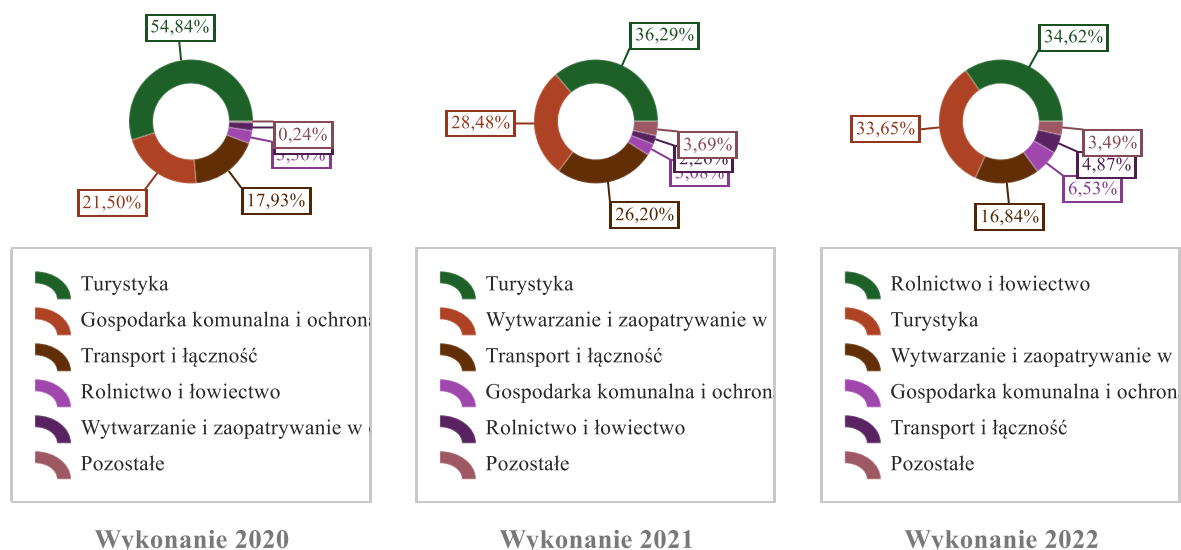 54,84%
0,24%
21,50%
17,93%
Turystyka
Gospodarka komunalna i ochrona
Transport i łączność
Rolnictwo i łowiectwo
Wytwarzanie i zaopatrywanie w
Pozostałe
Wykonanie 2020
36,29%
28,48%
3,69%
26,20%
Turystyka
Wytwarzanie i zaopatrywanie w
Transport i łączność
Gospodarka komunalna i ochron
Rolnictwo i łowiectwo
Pozostałe
Wykonanie 2021
34,62%
33,65%
3,49%
4,87%
6,53%
16,84%
Rolnictwo i łowiectwo
Turystyka
Wytwarzanie i zaopatrywanie w
Gospodarka komunalna i ochron
Transport i łączność
Pozostałe
Wykonanie 2022